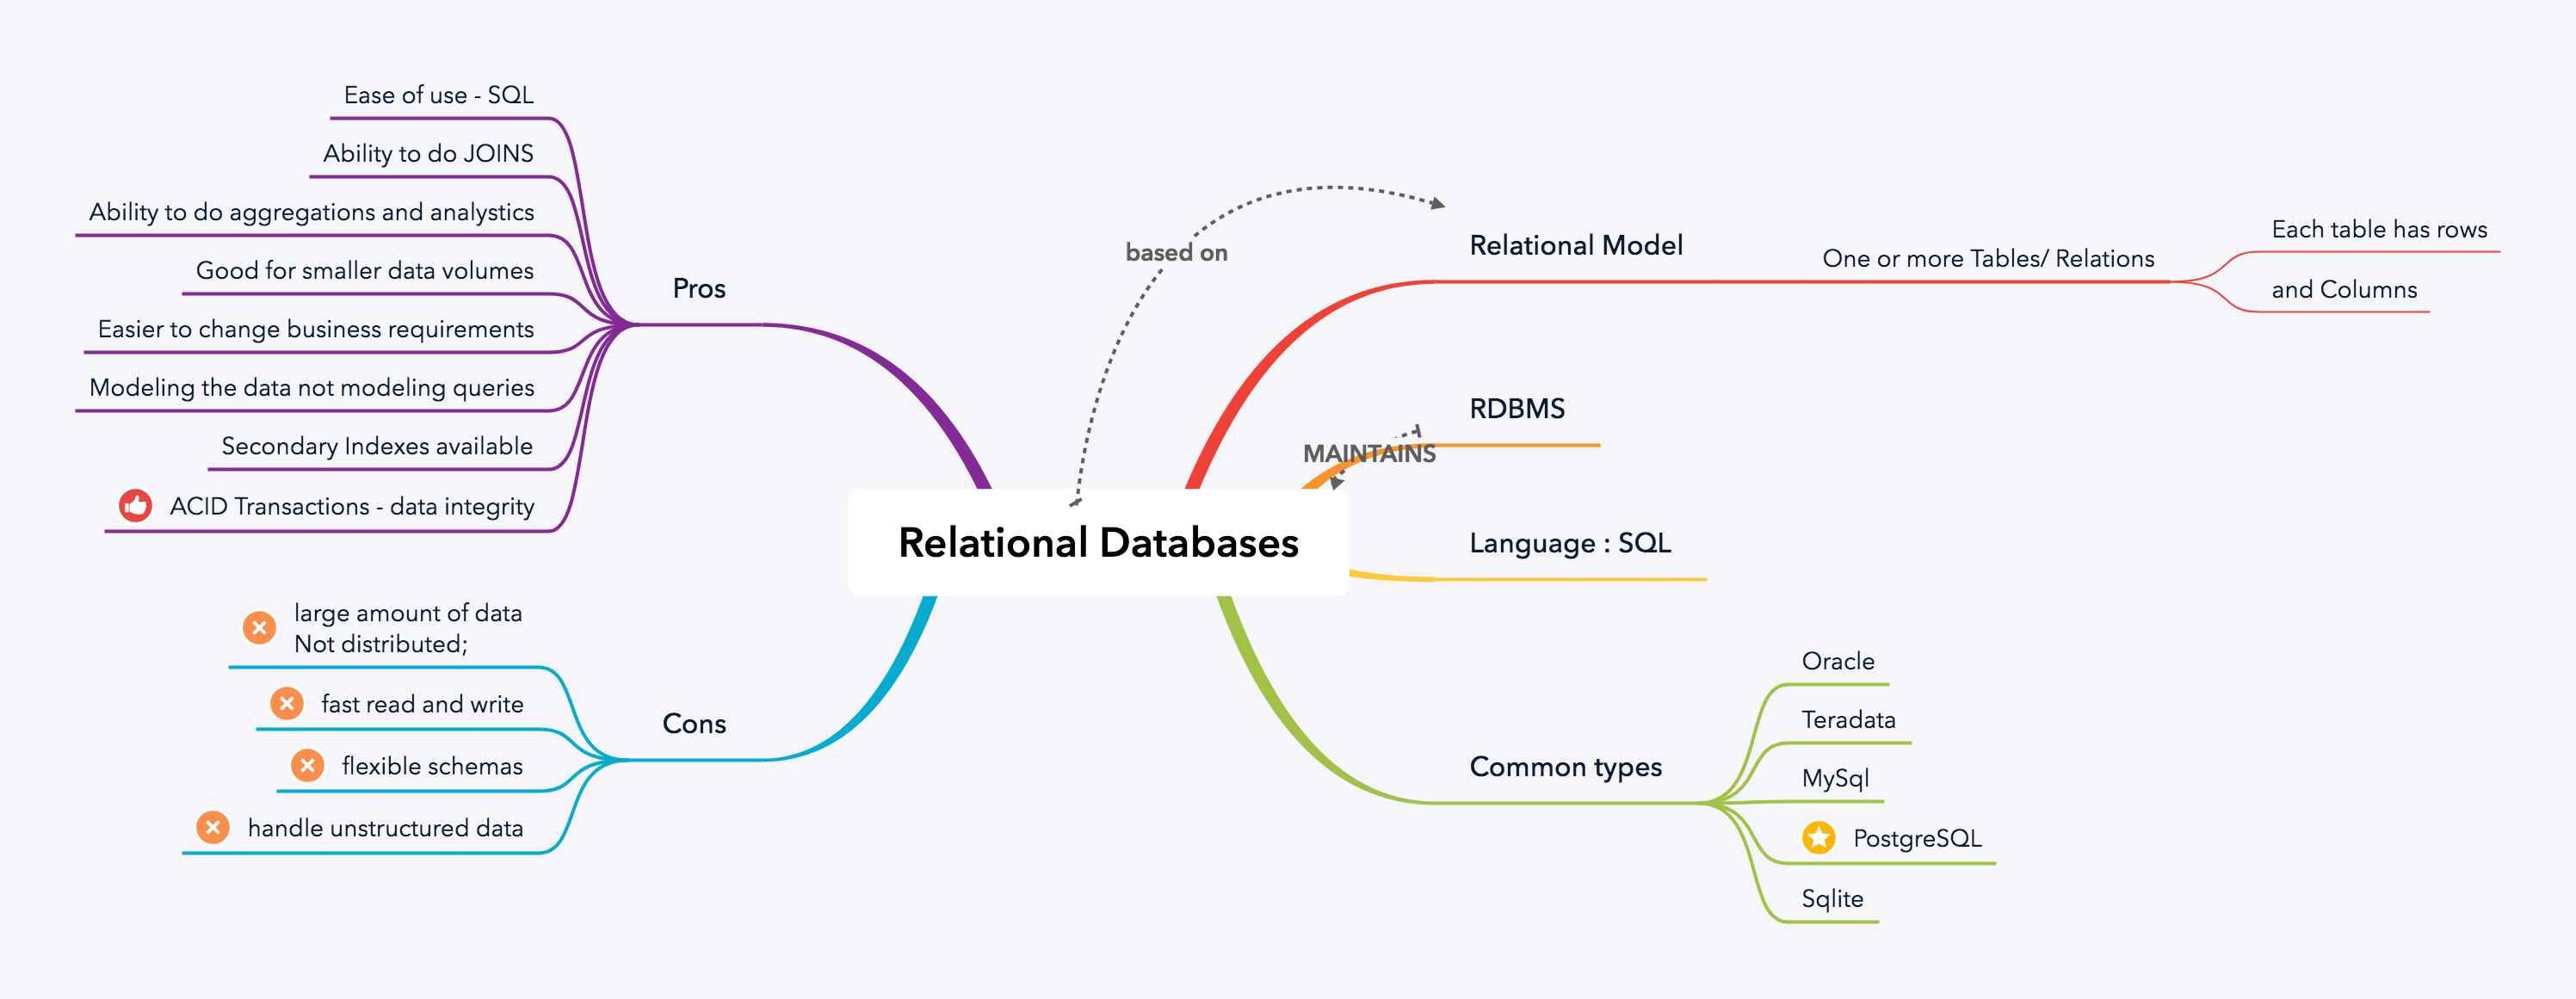 Relational Databases
based on
Relational Model
One or more Tables/ Relations
Each table has rows
and Columns
RDBMS
MAINTAINS
Language : SQL
Common types
Oracle
Teradata
MySql
PostgreSQL
Sqlite
Pros
Ease of use - SQL
Ability to do JOINS
Ability to do aggregations and analystics
Good for smaller data volumes
Easier to change business requirements
Modeling the data not modeling queries
Secondary Indexes available
ACID Transactions - data integrity
Cons
large amount of data
Not distributed;
fast read and write
flexible schemas
handle unstructured data